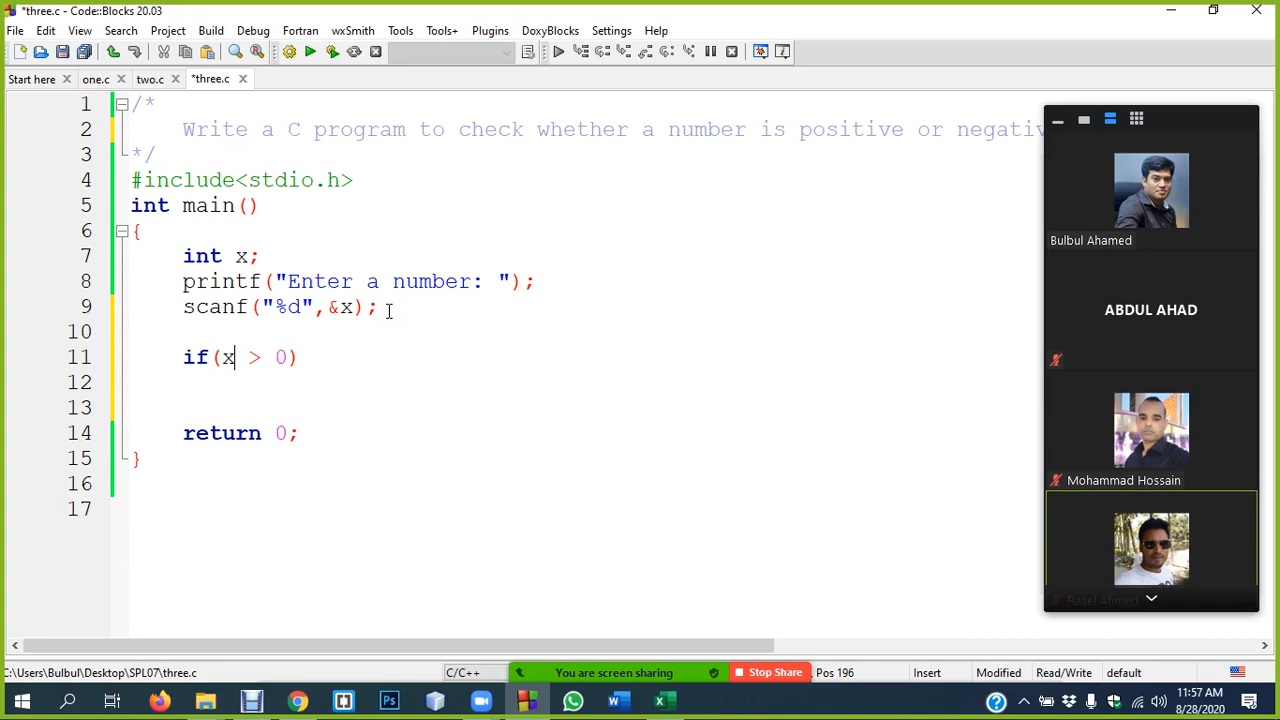 *three.c - Code::Blocks 20.03
File Edit View Search Project Build Debug Fortran wxSmith Tools Tools+ Plugins DoxyBlocks Settings Help
Start here one.c two.c *three.c
1 /*
2 Write a C program to check whether a number is positive or negativ
3 */
4 #include<stdio.h>
5 int main()
6 {
7 int x;
8 printf("Enter a number: ");
9 scanf("%d",&x);
10
11 if(x > 0)
12
13
14 return 0;
15 }
16
17
Bulbul Ahamed
ABDUL AHAD
Mohammad Hossain
Rasel Ahmed
C:\Users\Bulbul\Desktop\SPL07\three.c C/C++ You are screen sharing Stop Share Pos 196 Insert Modified Read/Write default
11:57 AM
8/28/2020